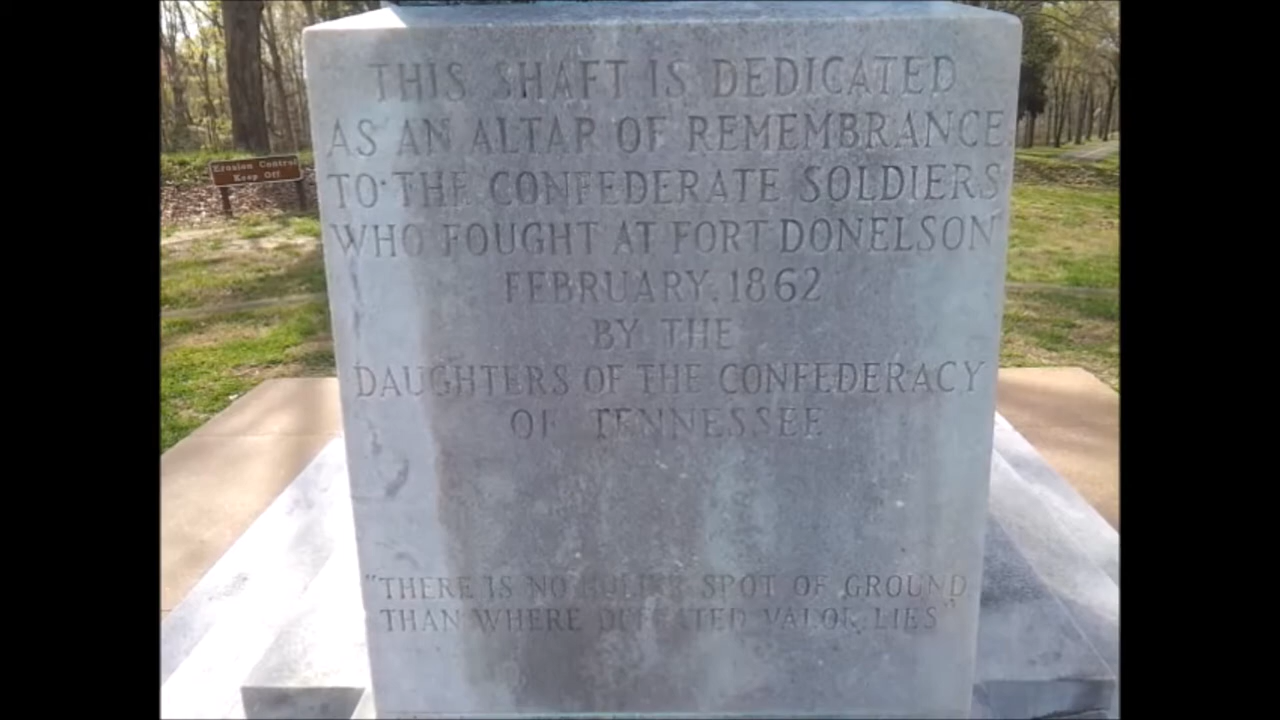 THIS SHAFT IS DEDICATED
AS AN ALTAR OF REMEMBRANCE
TO THE CONFEDERATE SOLDIERS
WHO FOUGHT AT FORT DONELSON
FEBRUARY, 1862
BY THE
DAUGHTERS OF THE CONFEDERACY
OF TENNESSEE
"THERE IS NO HOLIER SPOT OF GROUND
THAN WHERE DEFEATED VALOR LIES"
Erosion Control
Keep Off